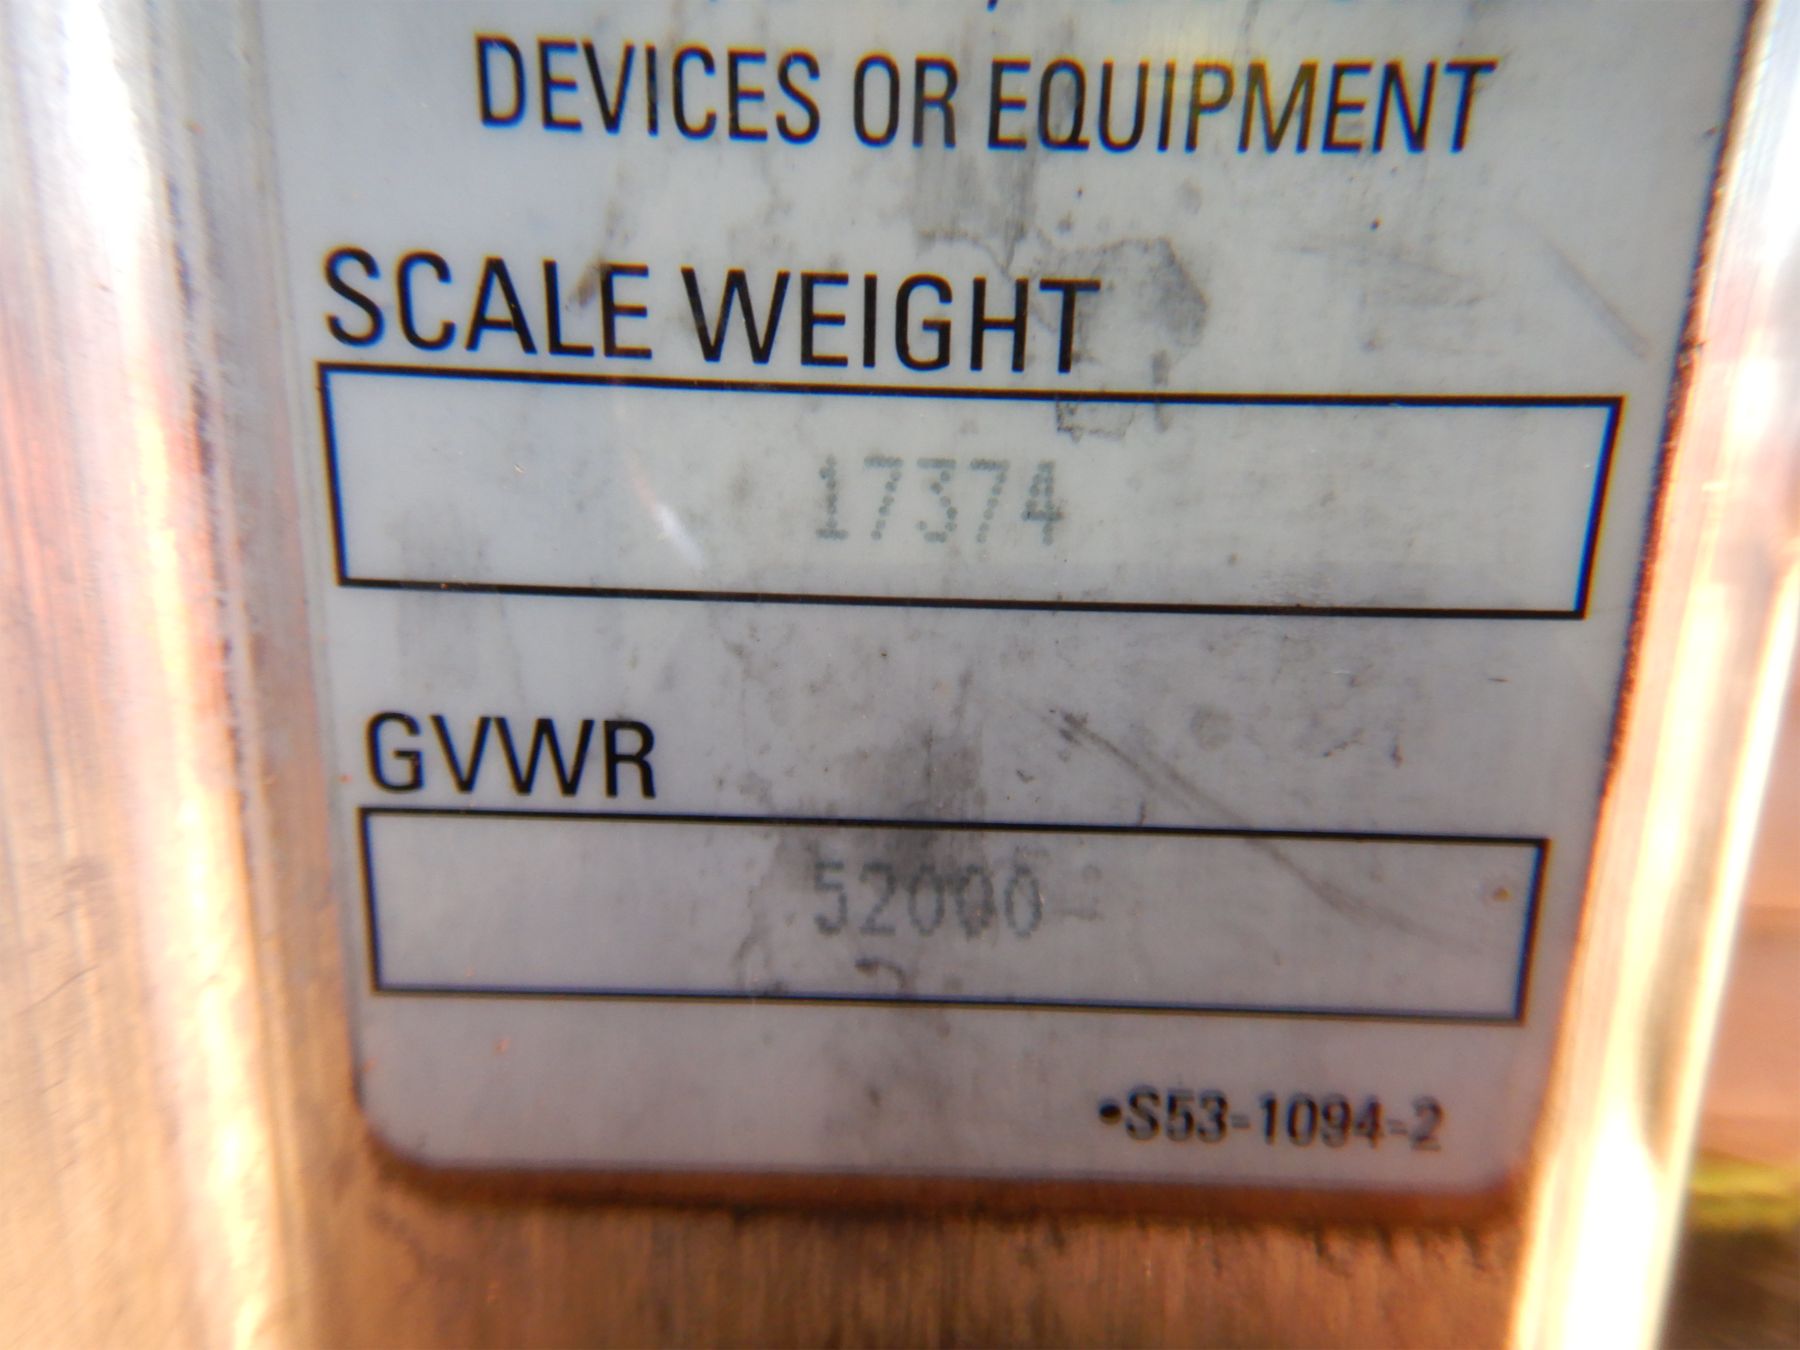 DEVICES OR EQUIPMENT
SCALE WEIGHT
17374
GVWR
52000
•S53-1094-2